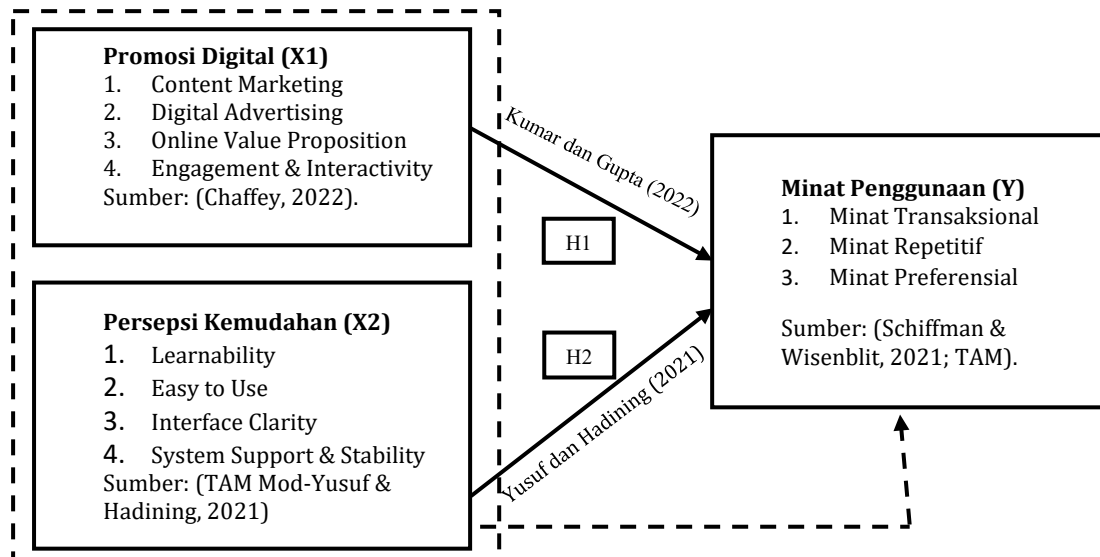 Promosi Digital (X1)
1. Content Marketing
2. Digital Advertising
3. Online Value Proposition
4. Engagement & Interactivity
Sumber: (Chaffey, 2022).
Kumar dan Gupta (2022)
H1
Persepsi Kemudahan (X2)
1. Learnability
2. Easy to Use
3. Interface Clarity
4. System Support & Stability
Sumber: (TAM Mod-Yusuf &
Hadining, 2021)
H2
Yusuf dan Hadining (2021)
Minat Penggunaan (Y)
1. Minat Transaksional
2. Minat Repetitif
3. Minat Preferensial
Sumber: (Schiffman &
Wisenblit, 2021; TAM).